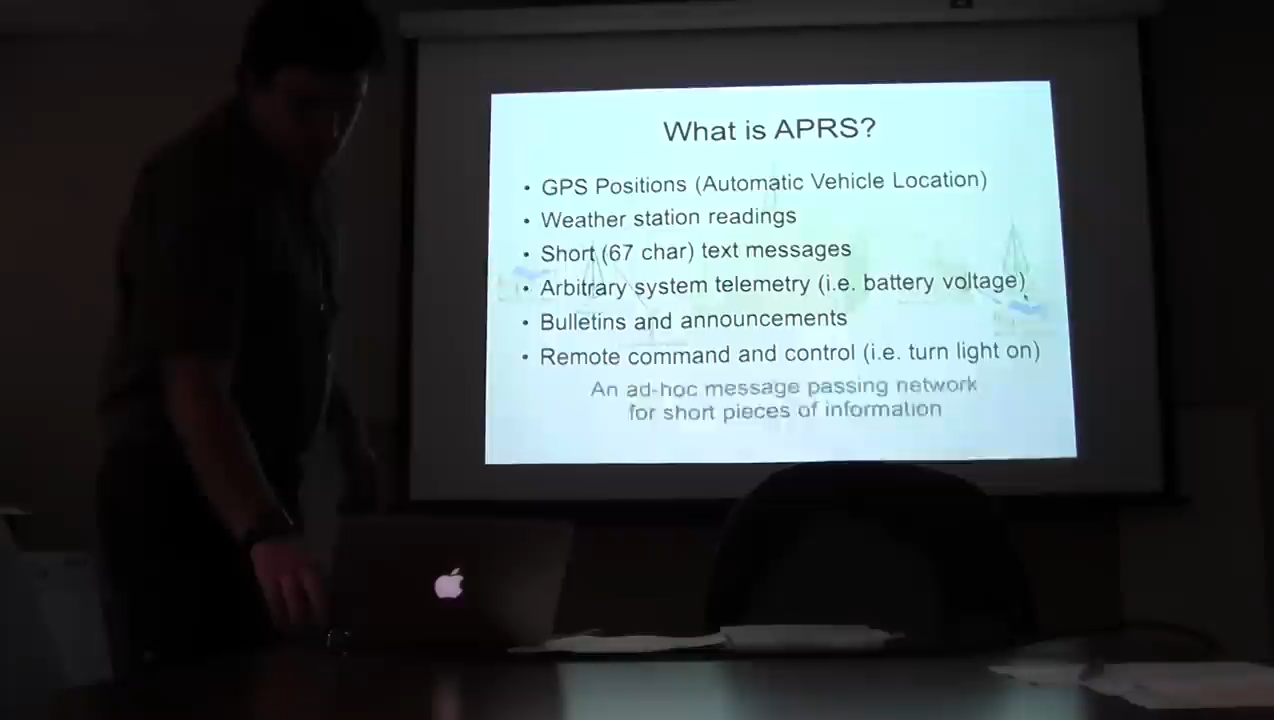 What is APRS?
• GPS Positions (Automatic Vehicle Location)
• Weather station readings
• Short (67 char) text messages
• Arbitrary system telemetry (i.e. battery voltage)
• Bulletins and announcements
• Remote command and control (i.e. turn light on)
An ad-hoc message passing network
for short pieces of information